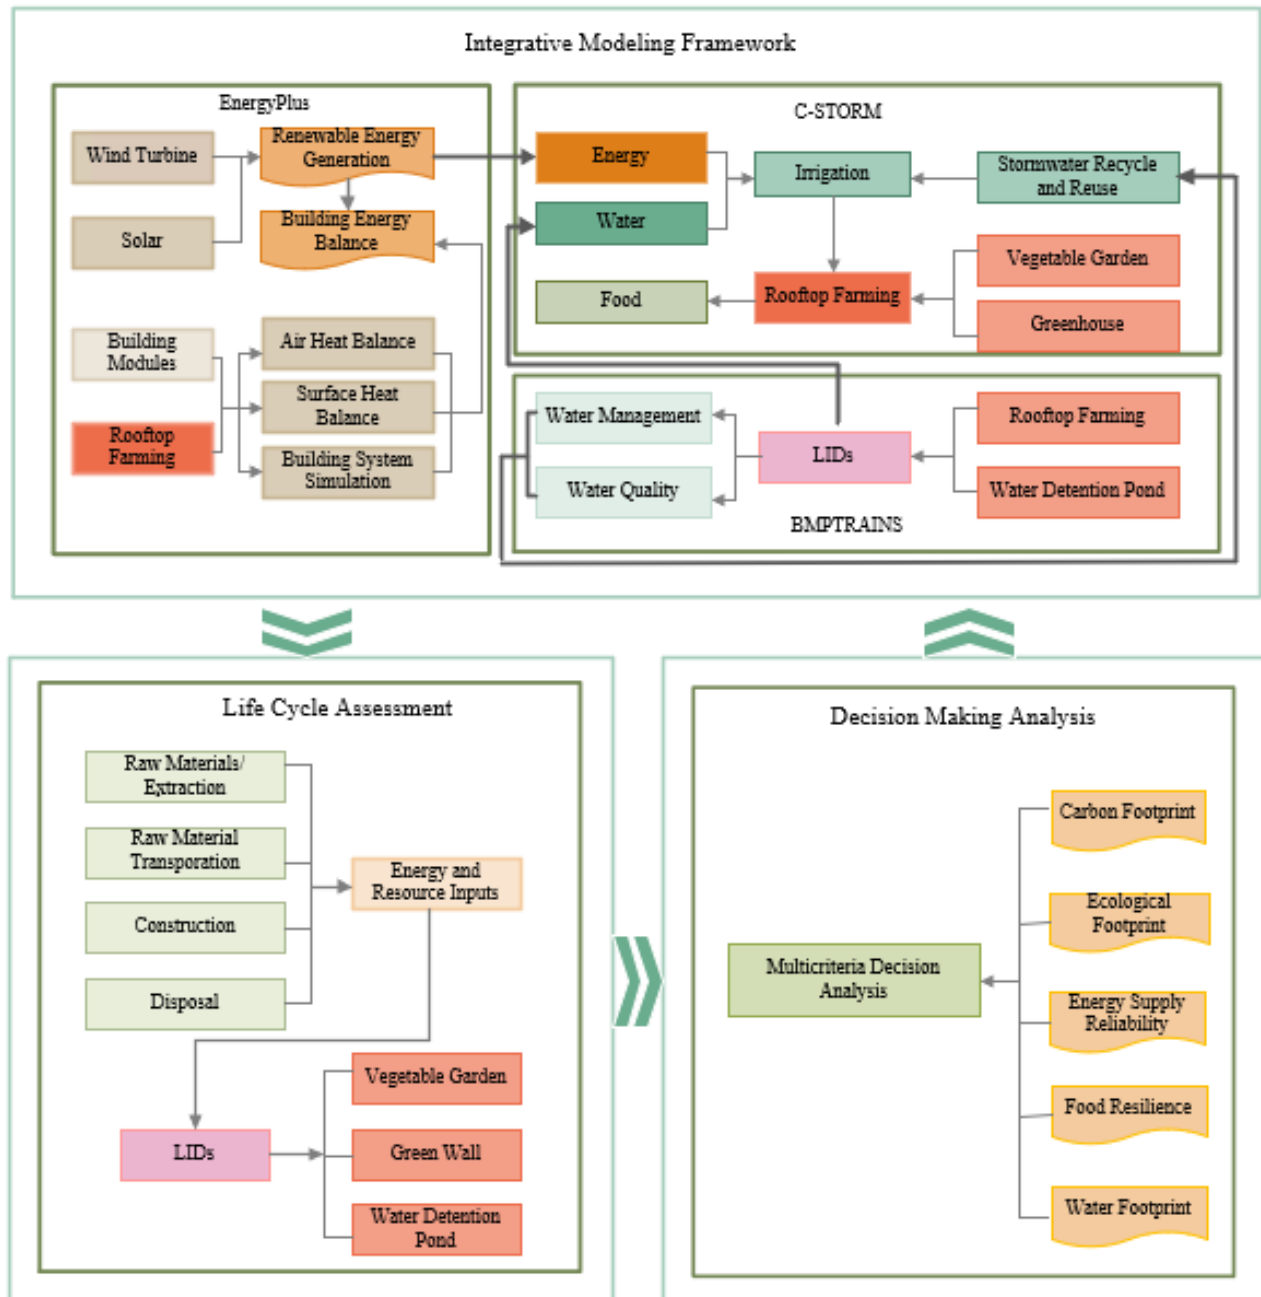 Integrative Modeling Framework
EnergyPlus
Wind Turbine
Renewable Energy
Generation
Solar
Building Energy
Balance
Building
Modules
Air Heat Balance
Surface Heat
Balance
Rooftop
Farming
Building System
Simulation
C-STORM
Energy
Irrigation
Stormwater Recycle
and Reuse
Water
Vegetable Garden
Food
Rooftop Farming
Greenhouse
Water Management
Rooftop Farming
LIDs
Water Quality
Water Detention Pond
BMPTRAINS
Life Cycle Assessment
Raw Materials/
Extraction
Raw Material
Transporation
Energy and
Resource Inputs
Construction
Disposal
Vegetable Garden
LIDs
Green Wall
Water Detention
Pond
Decision Making Analysis
Carbon Footprint
Ecological
Footprint
Multicriteria Decision
Analysis
Energy Supply
Reliability
Food Resilience
Water Footprint